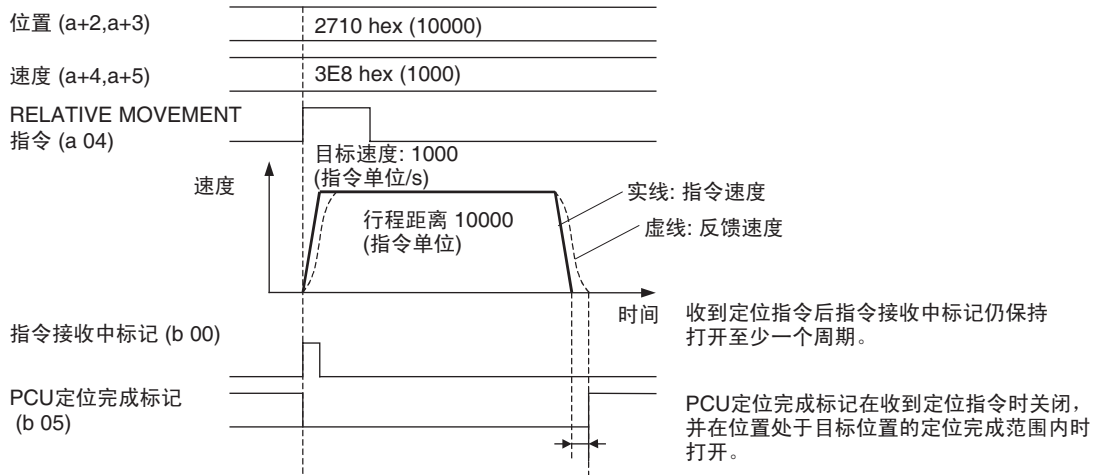 位置 (a+2,a+3)
2710 hex (10000)
速度 (a+4,a+5)
3E8 hex (1000)
RELATIVE MOVEMENT
指令 (a 04)
目标速度: 1000
(指令单位/s)
速度
实线: 指令速度
行程距离 10000
(指令单位)
虚线: 反馈速度
时间
收到定位指令后指令接收中标记仍保持
打开至少一个周期。
指令接收中标记 (b 00)
PCU定位完成标记
(b 05)
PCU定位完成标记在收到定位指令时关闭，
并在位置处于目标位置的定位完成范围内时
打开。